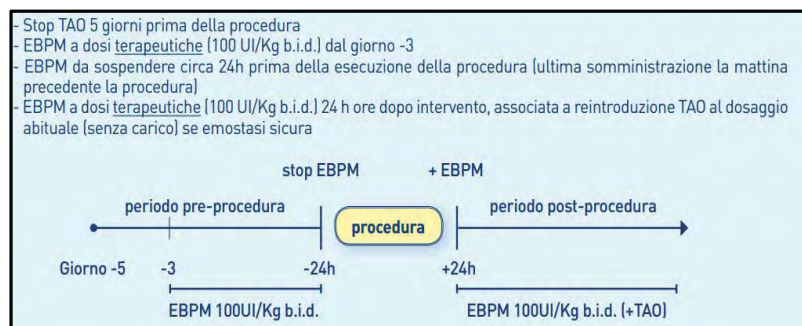 - Stop TAO 5 giorni prima della procedura
- EBPM a dosi terapeutiche (100 UI/Kg b.i.d.) dal giorno -3
- EBPM da sospendere circa 24h prima della esecuzione della procedura (ultima somministrazione la mattina
precedente la procedura)
- EBPM a dosi terapeutiche (100 UI/Kg b.i.d.) 24 h ore dopo intervento, associata a reintroduzione TAO al dosaggio
abituale (senza carico) se emostasi sicura
stop EBPM + EBPM
periodo pre-procedura procedura periodo post-procedura
Giorno -5 -3 -24h +24h
EBPM 100UI/Kg b.i.d. EBPM 100UI/Kg b.i.d. (+TAO)